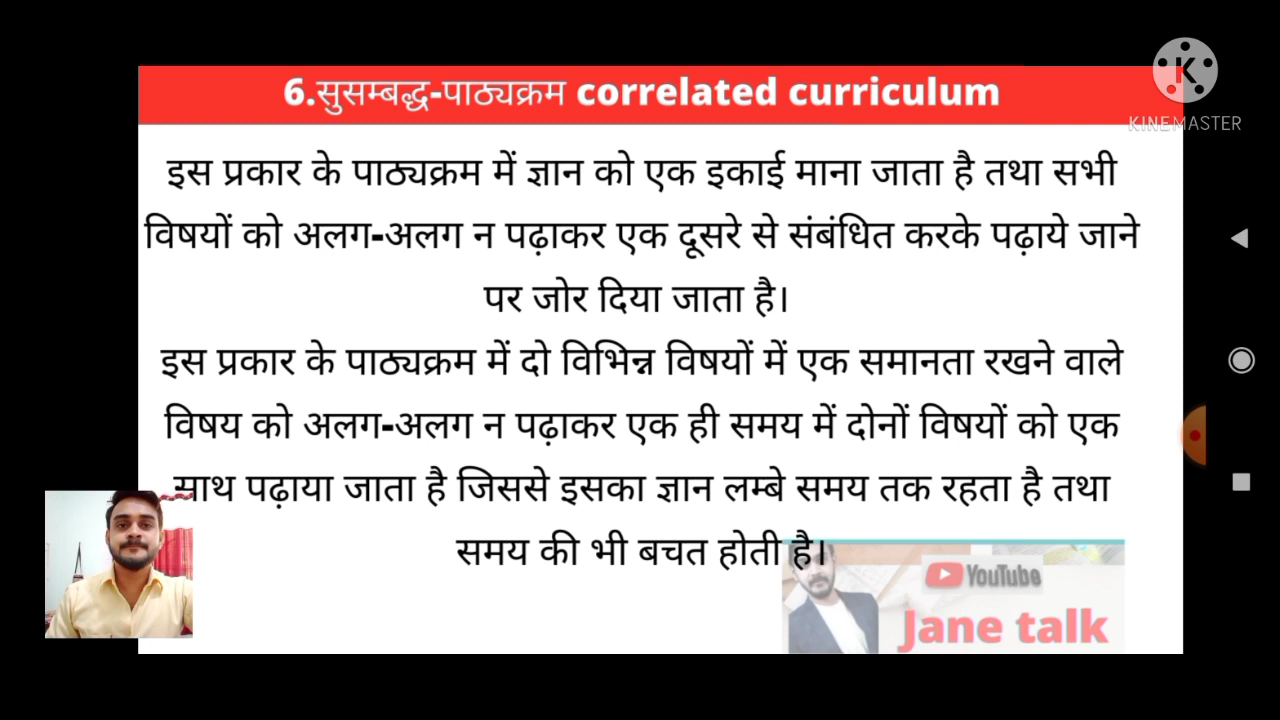 6.सुसम्बद्ध-पाठ्यक्रम correlated curriculum
KINEMASTER
इस प्रकार के पाठ्यक्रम में ज्ञान को एक इकाई माना जाता है तथा सभी
विषयों को अलग-अलग न पढ़ाकर एक दूसरे से संबंधित करके पढ़ाये जाने
पर जोर दिया जाता है।
इस प्रकार के पाठ्यक्रम में दो विभिन्न विषयों में एक समानता रखने वाले
विषय को अलग-अलग न पढ़ाकर एक ही समय में दोनों विषयों को एक
साथ पढ़ाया जाता है जिससे इसका ज्ञान लम्बे समय तक रहता है तथा
समय की भी बचत होती है।
YouTube
Jane talk